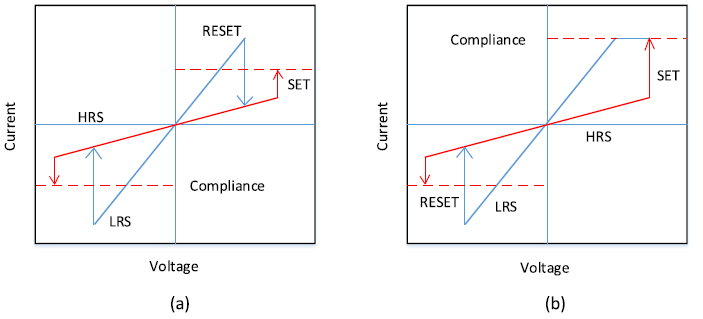 RESET
SET
HRS
Compliance
LRS
Current
Voltage
(a)
Compliance
SET
HRS
RESET
LRS
Current
Voltage
(b)